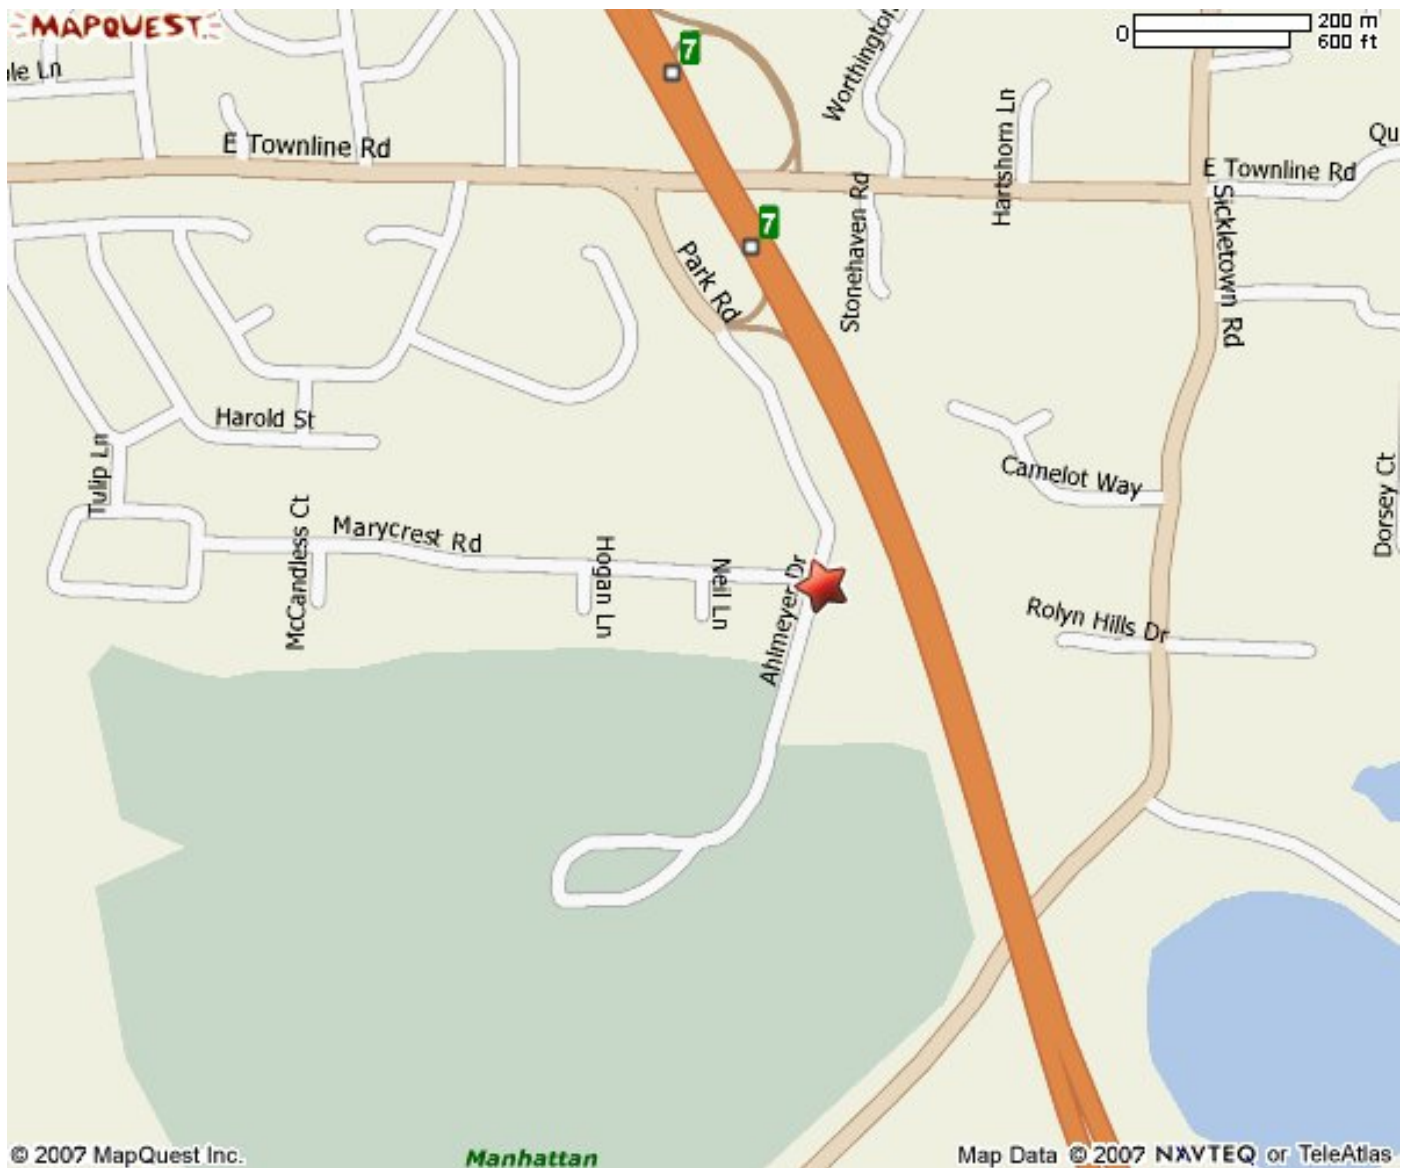 MAPQUEST
7
200 m
0
600 ft
Worthington
ole Ln
Hartshorn Ln
Qu
E Townline Rd
E Townline Rd
Stonehaven Rd
Sickletown Rd
7
Park Rd
Harold St
Tulip Ln
Camelot Way
Dorsey Ct
McCandless Ct
Marycrest Rd
Hogan Ln
Neil Ln
Ahlmeyer Dr
Rolyn Hills Dr
© 2007 MapQuest Inc.
Manhattan
Map Data © 2007 NAVTEQ or TeleAtlas